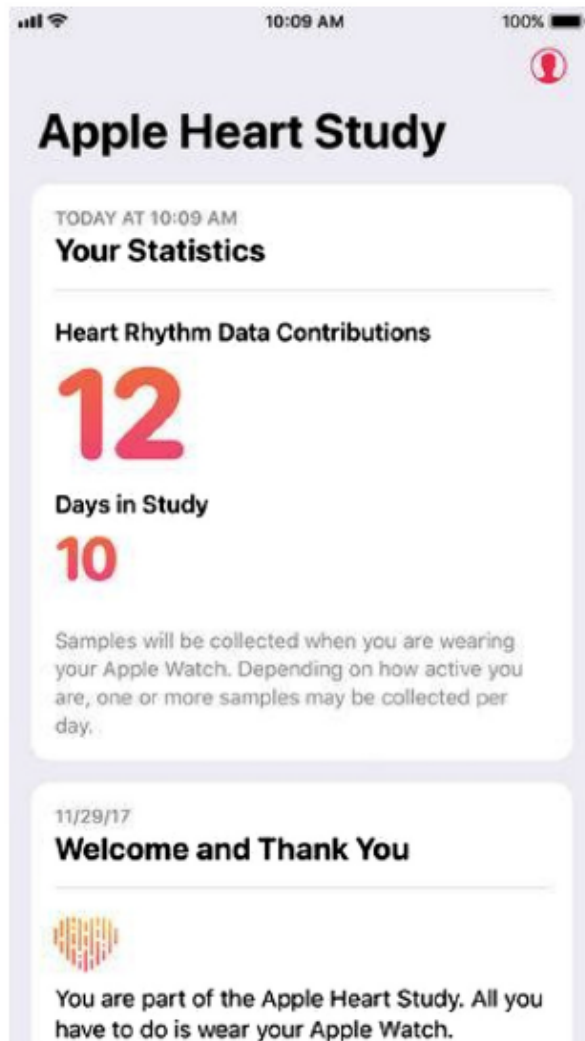 10:09 AM
100%
Apple Heart Study
TODAY AT 10:09 AM
Your Statistics
Heart Rhythm Data Contributions
12
Days in Study
10
Samples will be collected when you are wearing
your Apple Watch. Depending on how active you
are, one or more samples may be collected per
day.
11/29/17
Welcome and Thank You
You are part of the Apple Heart Study. All you
have to do is wear your Apple Watch.